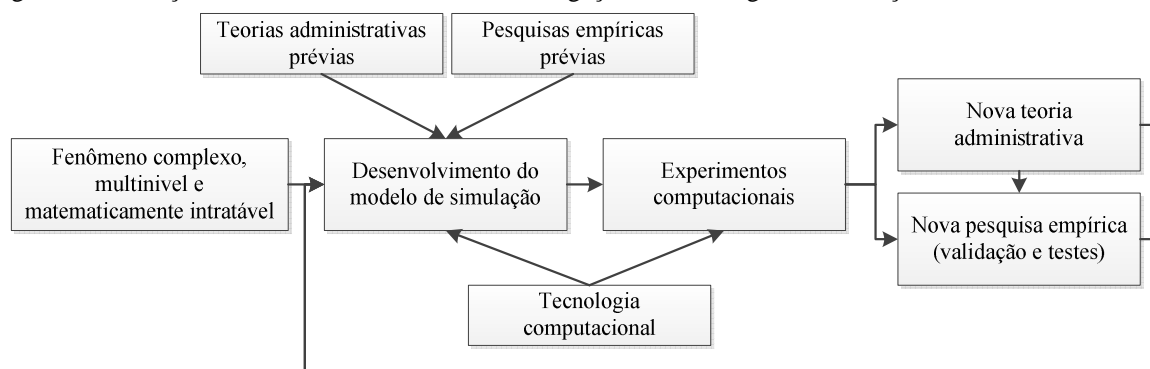 Teorias administrativas
prévias
Pesquisas empíricas
prévias
Fenômeno complexo,
multinivel e
matematicamente intratável
Desenvolvimento do
modelo de simulação
Experimentos
computacionais
Nova teoria
administrativa
Nova pesquisa empírica
(validação e testes)
Tecnologia
computacional